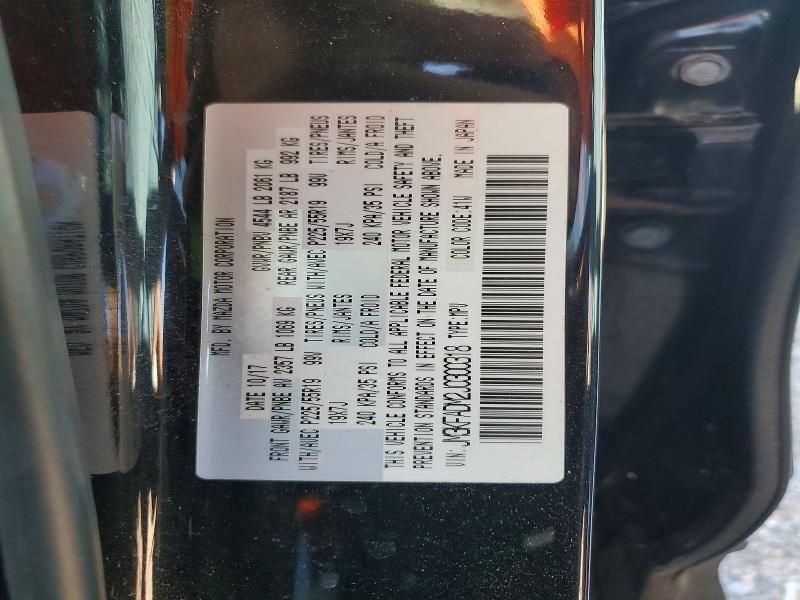 MFD. BY MAZDA MOTOR CORPORATION
DATE 10/17 GVWR/PNBV 4544 LB 2061 KG
FRONT GAWR/PNBE AV 2357 LB 1069 KG REAR GAWR/PNBE AR 2187 LB 992 KG
WITH/AVEC P225/55R19 99V TIRES/PNEUS WITH/AVEC P225/55R19 99V TIRES/PNEUS
19X7J RIMS/JANTES 19X7J RIMS/JANTES
240 KPA/35 PSI COLD/A FROID 240 KPA/35 PSI COLD/A FROID
THIS VEHICLE CONFORMS TO ALL APPLICABLE FEDERAL MOTOR VEHICLE SAFETY AND THEFT
PREVENTION STANDARDS IN EFFECT ON THE DATE OF MANUFACTURE SHOWN ABOVE.
V.I.N. JM3KFADMXJ0300318 TYPE:MPV COLOR CODE:41W MADE IN JAPAN